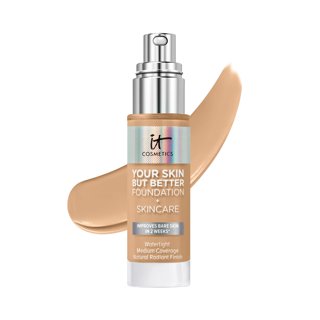 it
COSMETICS
YOUR SKIN
BUT BETTER
FOUNDATION
+
SKINCARE
IMPROVES BARE SKIN
IN 2 WEEKS*
Watertight
Medium Coverage
Natural Radiant Finish